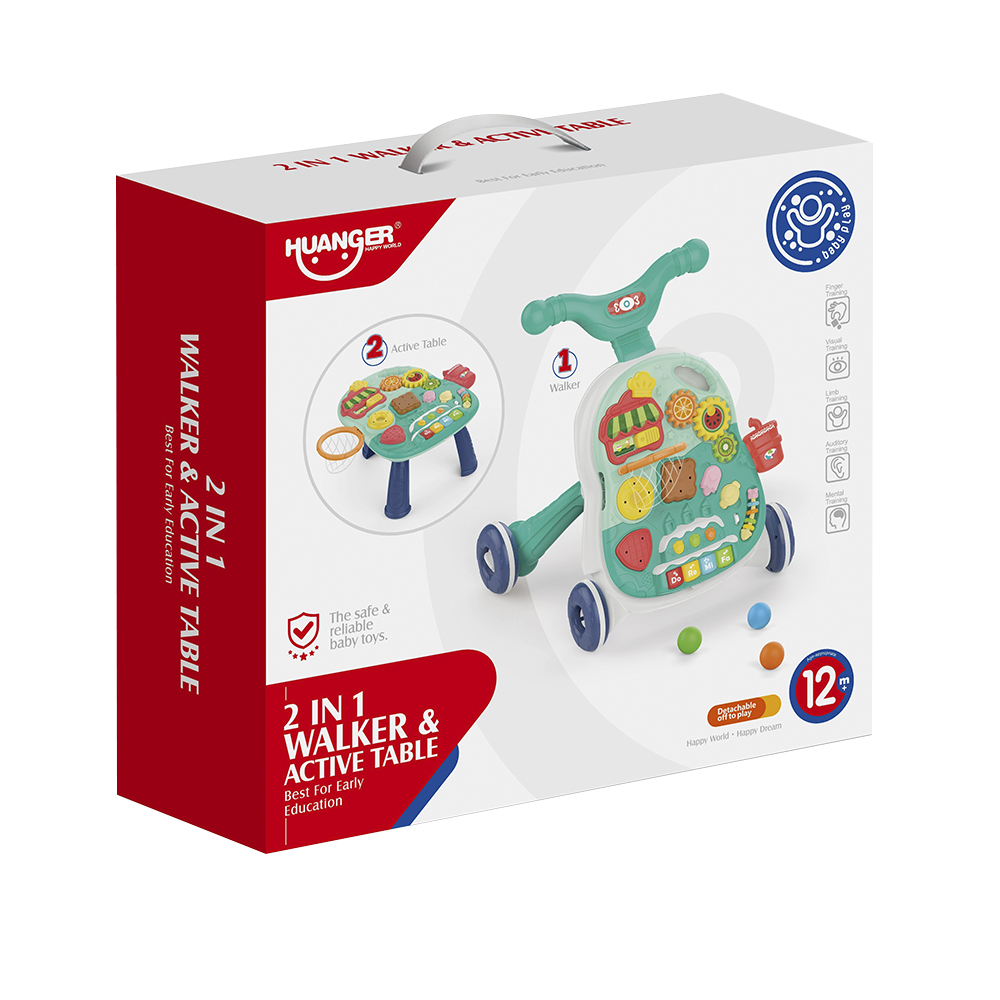 2 IN 1 WALKER & ACTIVE TABLE
Best For Early Education
HUANGER®
HAPPY WORLD
baby play
2 Active Table
1
Walker
Finger
Training
Visual
Training
Limb
Training
Auditory
Training
Mental
Training
Do Re Mi Fa
2 IN 1
WALKER & ACTIVE TABLE
Best For Early Education
The safe &
reliable
baby toys.
2 IN 1
WALKER &
ACTIVE TABLE
Best For Early
Education
Age-appropriate
12 m+
Detachable
off to play
Happy World • Happy Dream